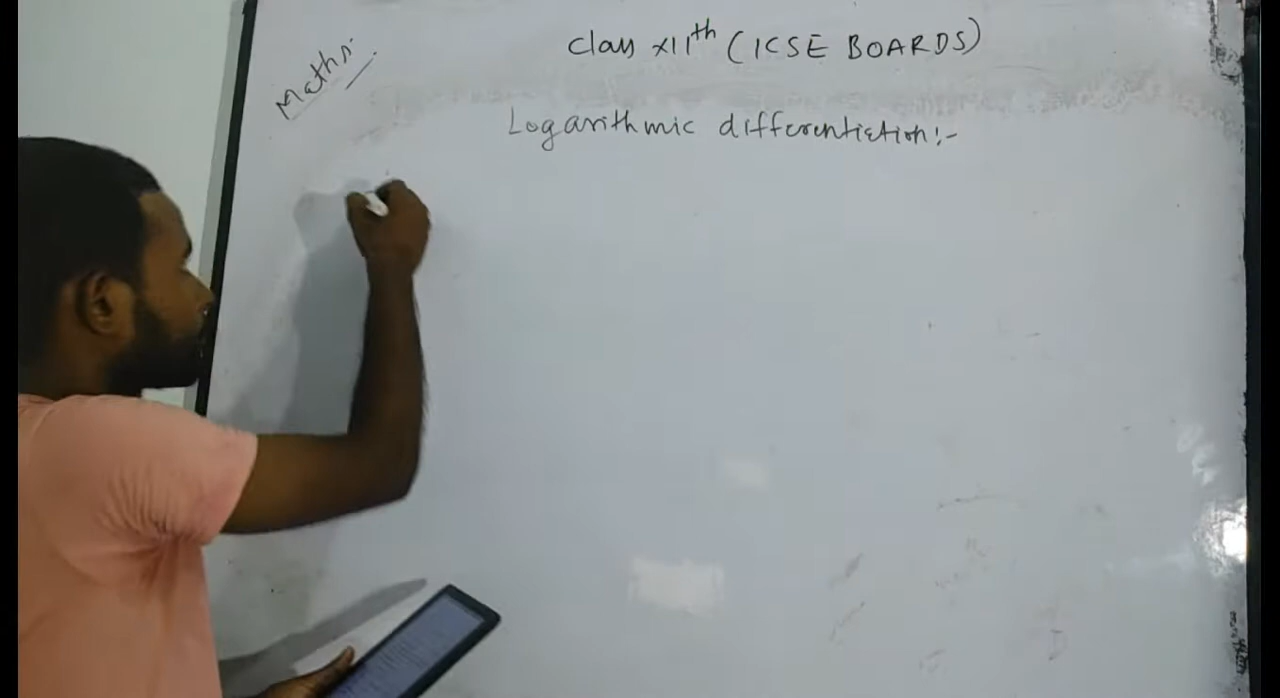 Maths:
Class XIIth (ICSE BOARDS)
Logarithmic differentiation:-